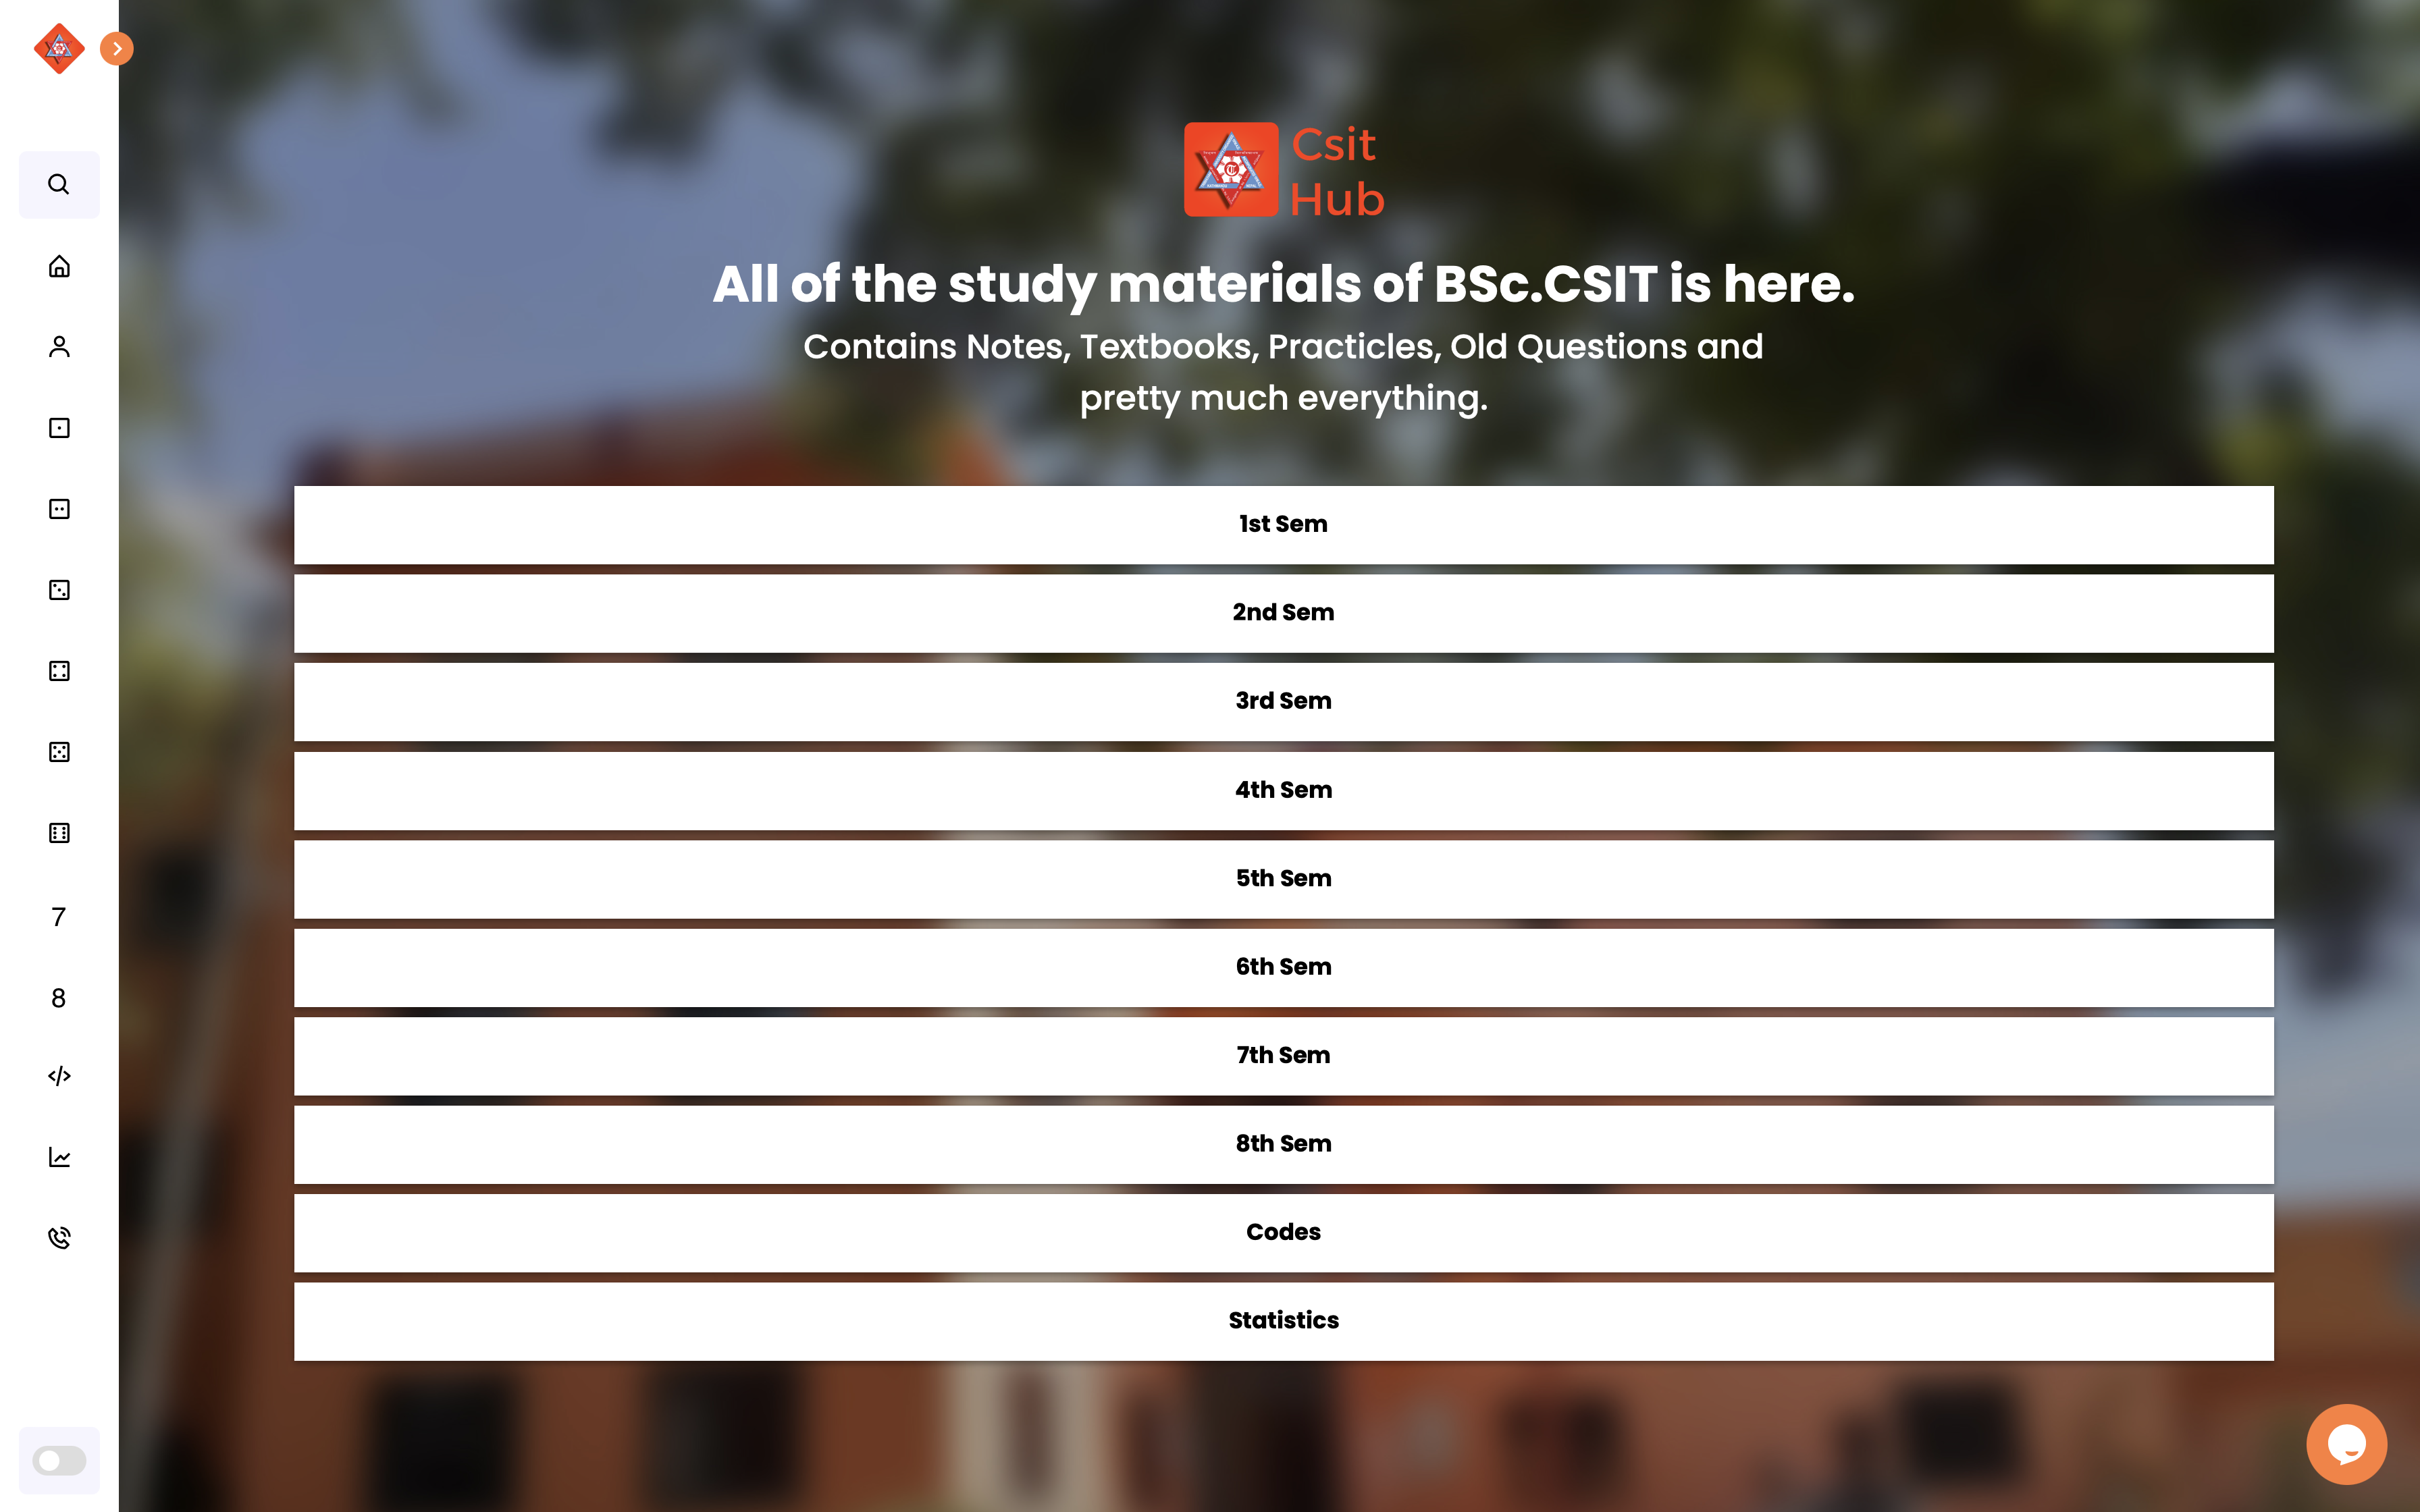 Csit
Hub
All of the study materials of BSc.CSIT is here.
Contains Notes, Textbooks, Practicles, Old Questions and
pretty much everything.
1st Sem
2nd Sem
3rd Sem
4th Sem
5th Sem
6th Sem
7
7th Sem
8
8th Sem
Codes
Statistics